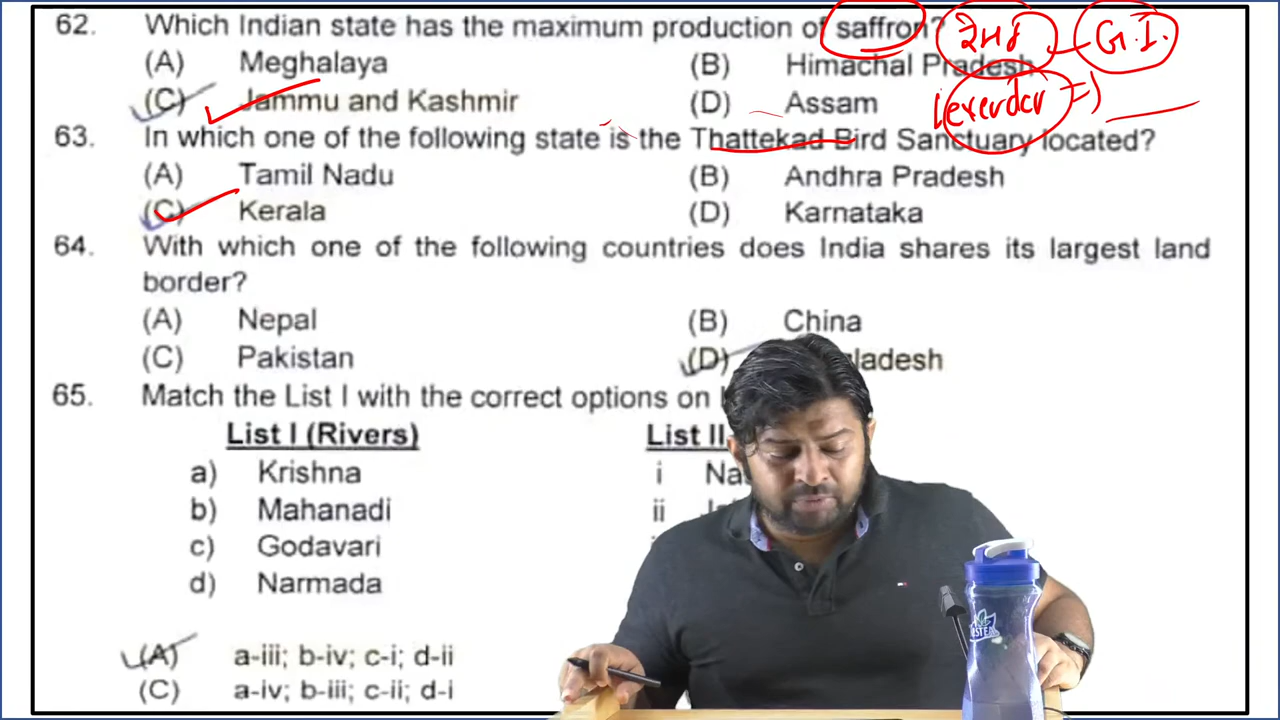 62. Which Indian state has the maximum production of saffron?
(A) Meghalaya (B) Himachal Pradesh
(C) Jammu and Kashmir (D) Assam
63. In which one of the following state is the Thattekad Bird Sanctuary located?
(A) Tamil Nadu (B) Andhra Pradesh
(C) Kerala (D) Karnataka
64. With which one of the following countries does India shares its largest land
border?
(A) Nepal (B) China
(C) Pakistan (D) ladesh
65. Match the List I with the correct options on
List I (Rivers) List II
a) Krishna i Na
b) Mahanadi ii
c) Godavari
d) Narmada
(A) a-iii; b-iv; c-i; d-ii
(C) a-iv; b-iii; c-ii; d-i
G.I.